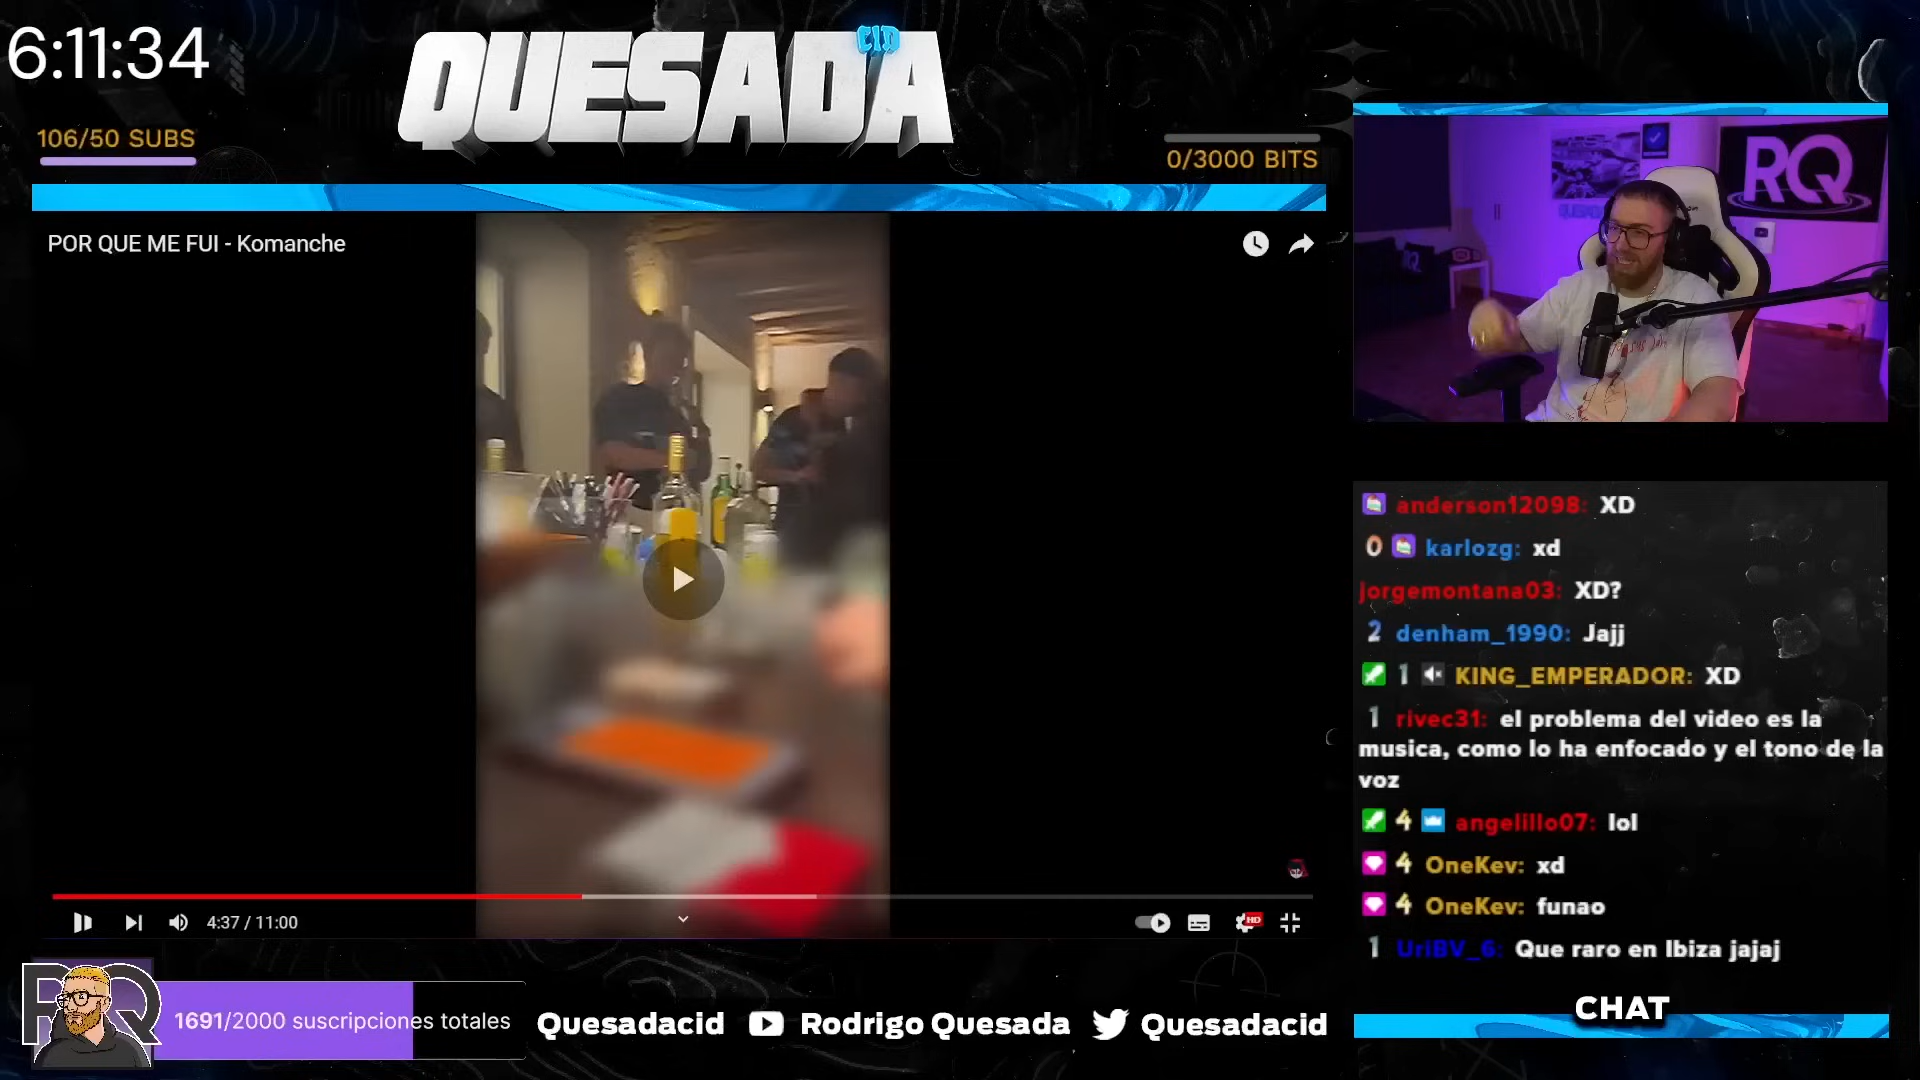 6:11:34
QUESADA
CID
106/50 SUBS
0/3000 BITS
POR QUE ME FUI - Komanche
RQ
anderson12098: XD
0 karlozg: xd
jorgemontana03: XD?
2 denham_1990: Jajj
1 KING_EMPERADOR: XD
1 rivec31: el problema del video es la
musica, como lo ha enfocado y el tono de la
voz
4 angelillo07: lol
4 OneKev: xd
4 OneKev: funao
1 UriBV_6: Que raro en Ibiza jajaj
4:37 / 11:00
HD
CHAT
RQ
1691/2000 suscripciones totales
Quesadacid
Rodrigo Quesada
Quesadacid